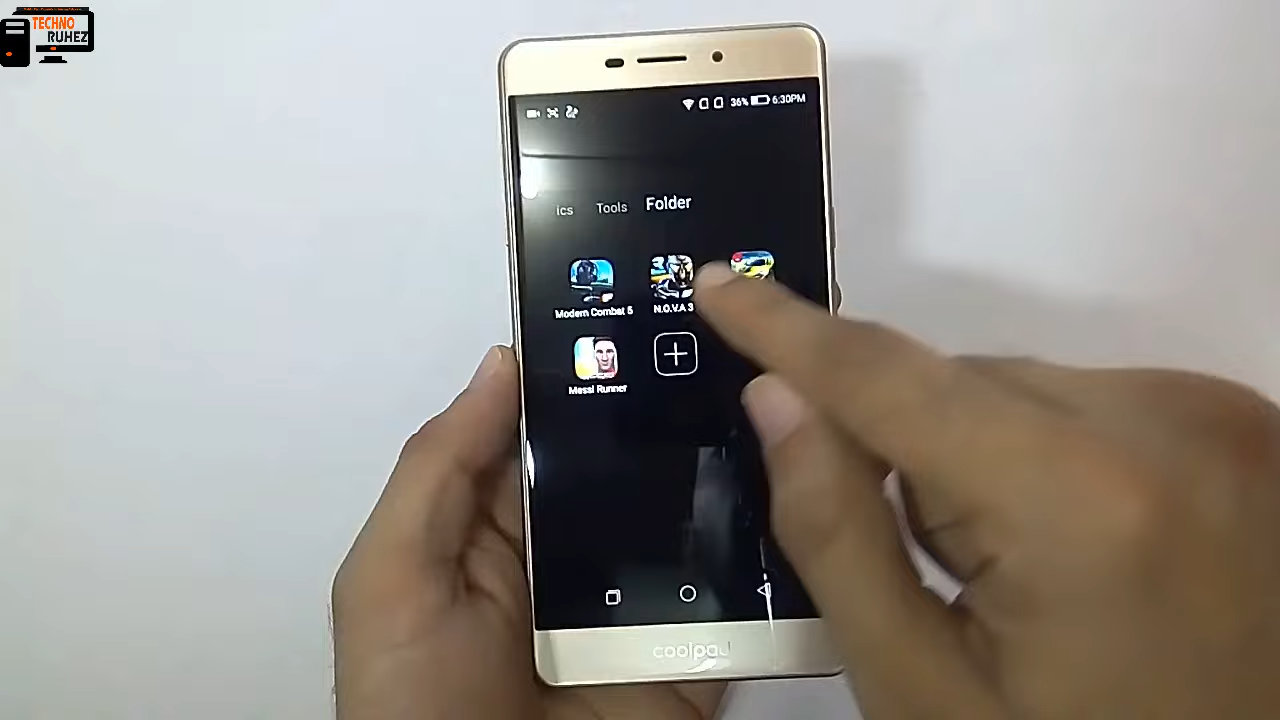 TECHNO
RUHEZ
36% 6:30PM
ics Tools Folder
Modern Combat 5 N.O.V.A 3
Messi Runner
coolpad